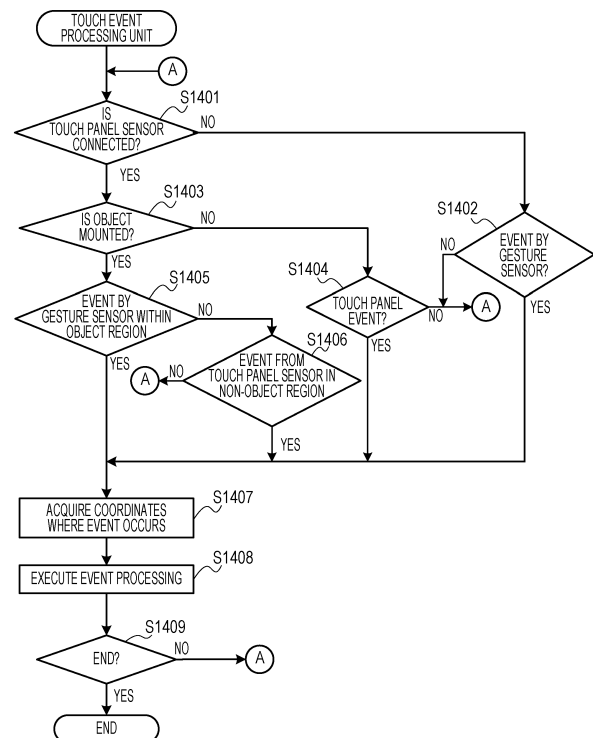 TOUCH EVENT
PROCESSING UNIT
A
S1401
IS
TOUCH PANEL SENSOR
CONNECTED?
NO
YES
S1403
IS OBJECT
MOUNTED?
NO
YES
S1402
EVENT BY
GESTURE
SENSOR?
NO
YES
S1404
TOUCH PANEL
EVENT?
NO
A
YES
S1405
EVENT BY
GESTURE SENSOR WITHIN
OBJECT REGION
NO
YES
S1406
EVENT FROM
TOUCH PANEL SENSOR IN
NON-OBJECT REGION
NO
A
YES
S1407
ACQUIRE COORDINATES
WHERE EVENT OCCURS
S1408
EXECUTE EVENT PROCESSING
S1409
END?
NO
A
YES
END